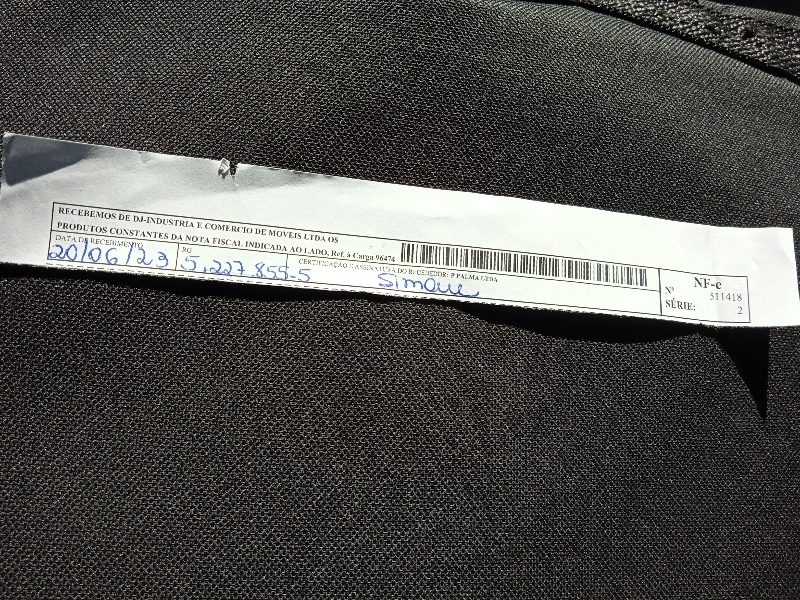 RECEBEMOS DE DJ-INDUSTRIA E COMERCIO DE MOVEIS LTDA OS
PRODUTOS CONSTANTES DA NOTA FISCAL INDICADA AO LADO, Ref. à Carga 96474
DATA DE RECEBIMENTO
20/06/23
RG
5.227.855-5
CERTIFICAÇÃO E ASSINATURA DO RECEBEDOR: P PALMA LTDA
Simone
NF-e
Nº 511418
SÉRIE: 2